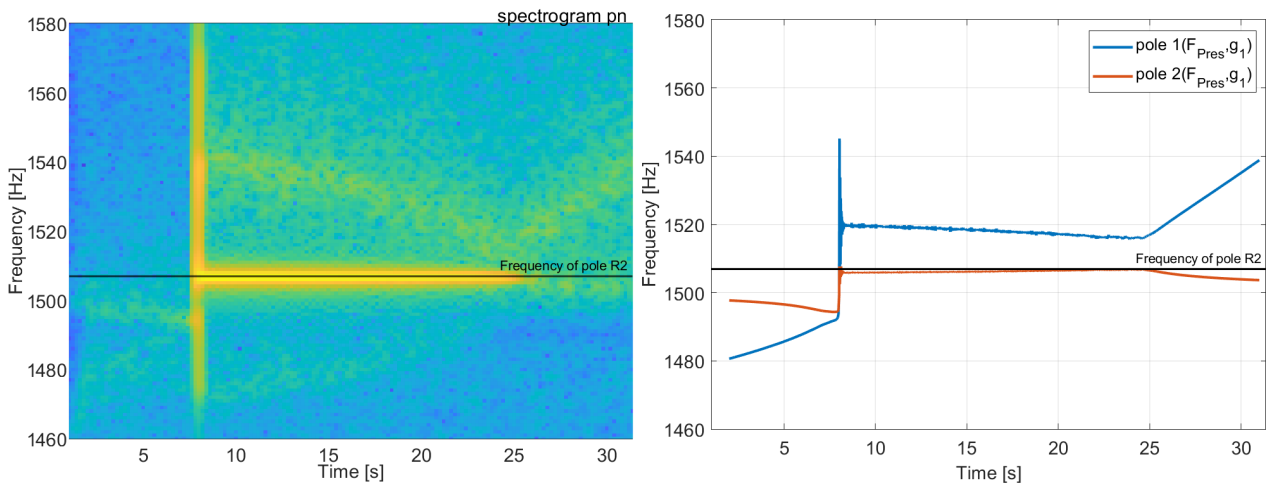 spectrogram pn
1580
1560
1540
1520
1500
1480
1460
Frequency [Hz]
Frequency of pole R2
5 10 15 20 25 30
Time [s]
1580
1560
1540
1520
1500
1480
1460
Frequency [Hz]
pole 1(F_Pres,g_1)
pole 2(F_Pres,g_1)
Frequency of pole R2
5 10 15 20 25 30
Time [s]